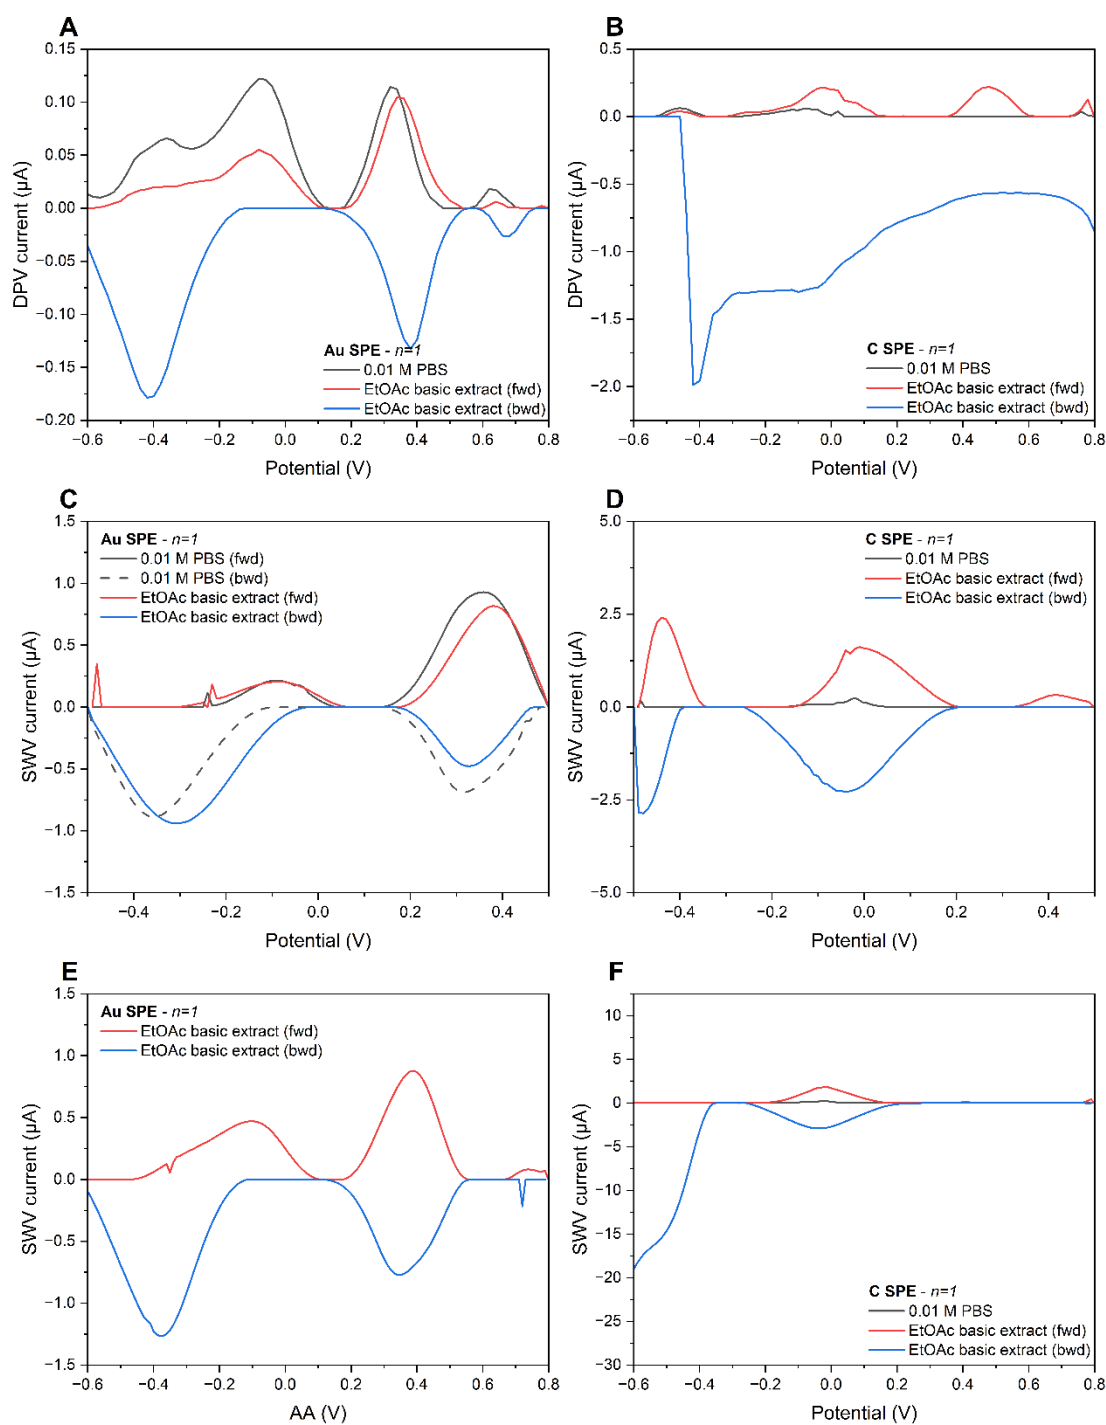 A
0.15
0.10
0.05
0.00
−0.05
−0.10
−0.15
−0.20
DPV current (µA)
Au SPE - n=1
0.01 M PBS
EtOAc basic extract (fwd)
EtOAc basic extract (bwd)
−0.6 −0.4 −0.2 0.0 0.2 0.4 0.6 0.8
Potential (V)
B
0.5
0.0
−0.5
−1.0
−1.5
−2.0
DPV current (µA)
C SPE - n=1
0.01 M PBS
EtOAc basic extract (fwd)
EtOAc basic extract (bwd)
−0.6 −0.4 −0.2 0.0 0.2 0.4 0.6 0.8
Potential (V)
C
1.5
1.0
0.5
0.0
−0.5
−1.0
−1.5
SWV current (µA)
Au SPE - n=1
0.01 M PBS (fwd)
0.01 M PBS (bwd)
EtOAc basic extract (fwd)
EtOAc basic extract (bwd)
−0.4 −0.2 0.0 0.2 0.4
Potential (V)
D
5.0
2.5
0.0
−2.5
−5.0
SWV current (µA)
C SPE - n=1
0.01 M PBS
EtOAc basic extract (fwd)
EtOAc basic extract (bwd)
−0.4 −0.2 0.0 0.2 0.4
Potential (V)
E
1.5
1.0
0.5
0.0
−0.5
−1.0
−1.5
SWV current (µA)
Au SPE - n=1
EtOAc basic extract (fwd)
EtOAc basic extract (bwd)
−0.6 −0.4 −0.2 0.0 0.2 0.4 0.6 0.8
AA (V)
F
10
5
0
−5
−10
−15
−20
−25
−30
SWV current (µA)
C SPE - n=1
0.01 M PBS
EtOAc basic extract (fwd)
EtOAc basic extract (bwd)
−0.6 −0.4 −0.2 0.0 0.2 0.4 0.6 0.8
Potential (V)